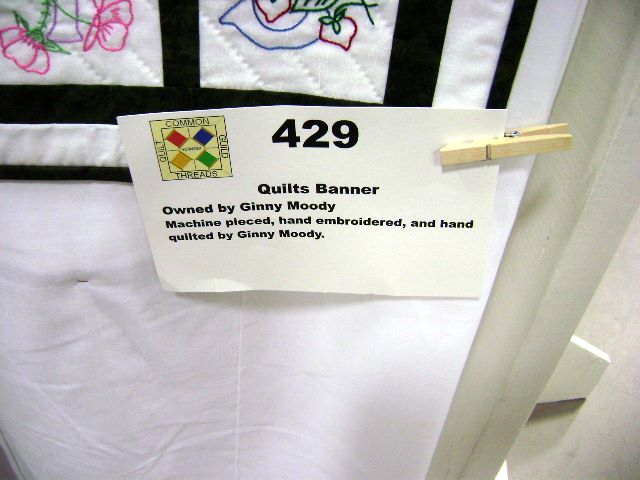 COMMON
QUILT
GUILD
THREADS
429
Quilts Banner
Owned by Ginny Moody
Machine pieced, hand embroidered, and hand
quilted by Ginny Moody.